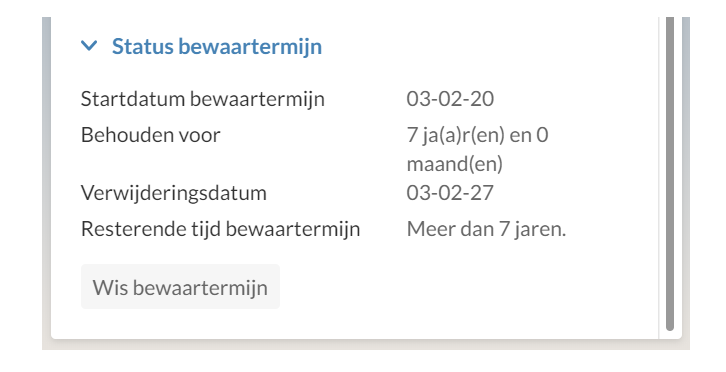 Status bewaartermijn
Startdatum bewaartermijn 03-02-20
Behouden voor 7 ja(a)r(en) en 0
maand(en)
Verwijderingsdatum 03-02-27
Resterende tijd bewaartermijn Meer dan 7 jaren.
Wis bewaartermijn